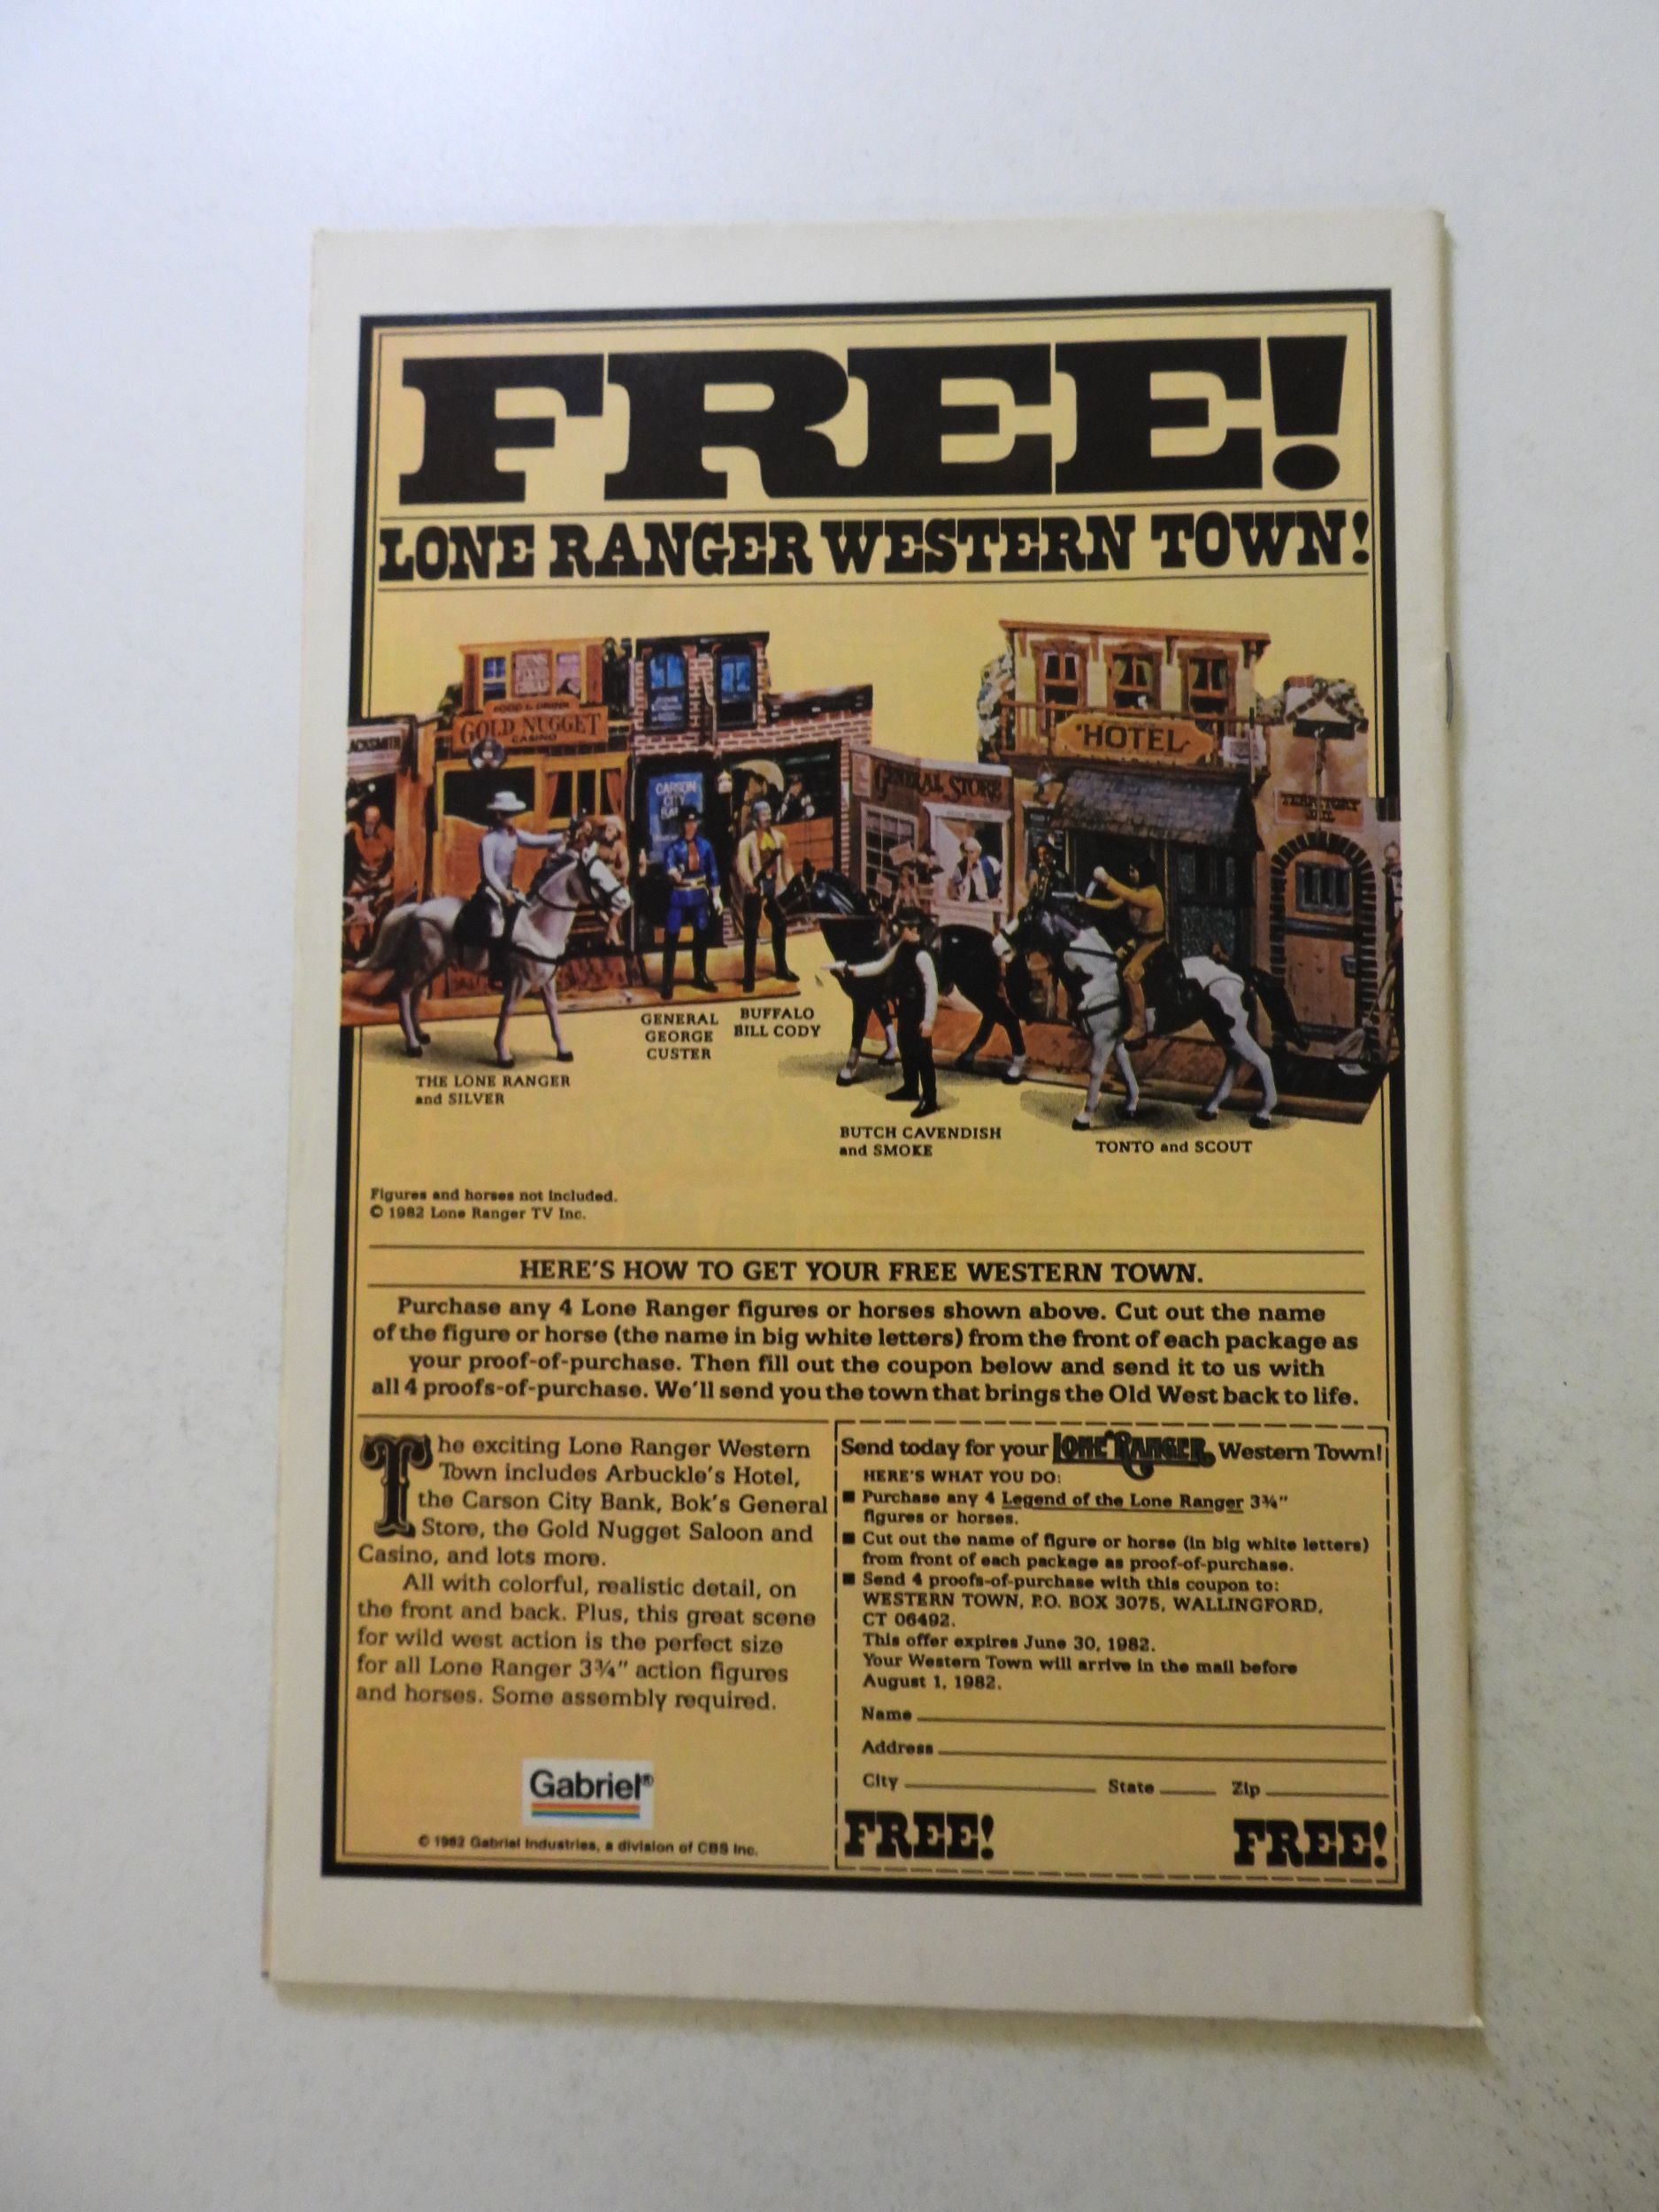 FREE!
LONE RANGER WESTERN TOWN!
FOOD & DRINK
GOLD NUGGET
CASINO
ACKSMITH
CARSON
CITY
GENERAL STORE
HOTEL
TERRITORY
JAIL
THE LONE RANGER
and SILVER
GENERAL
GEORGE
CUSTER
BUFFALO
BILL CODY
BUTCH CAVENDISH
and SMOKE
TONTO and SCOUT
Figures and horses not included.
© 1982 Lone Ranger TV Inc.
HERE'S HOW TO GET YOUR FREE WESTERN TOWN.
Purchase any 4 Lone Ranger figures or horses shown above. Cut out the name
of the figure or horse (the name in big white letters) from the front of each package as
your proof-of-purchase. Then fill out the coupon below and send it to us with
all 4 proofs-of-purchase. We'll send you the town that brings the Old West back to life.
The exciting Lone Ranger Western
Town includes Arbuckle's Hotel,
the Carson City Bank, Bok's General
Store, the Gold Nugget Saloon and
Casino, and lots more.
All with colorful, realistic detail, on
the front and back. Plus, this great scene
for wild west action is the perfect size
for all Lone Ranger 3¾" action figures
and horses. Some assembly required.
Gabriel®
© 1982 Gabriel Industries, a division of CBS Inc.
Send today for your LONE RANGER Western Town!
HERE'S WHAT YOU DO:
■ Purchase any 4 Legend of the Lone Ranger 3¾"
figures or horses.
■ Cut out the name of figure or horse (in big white letters)
from front of each package as proof-of-purchase.
■ Send 4 proofs-of-purchase with this coupon to:
WESTERN TOWN, P.O. BOX 3075, WALLINGFORD,
CT 06492.
This offer expires June 30, 1982.
Your Western Town will arrive in the mail before
August 1, 1982.
Name
Address
City State Zip
FREE! FREE!